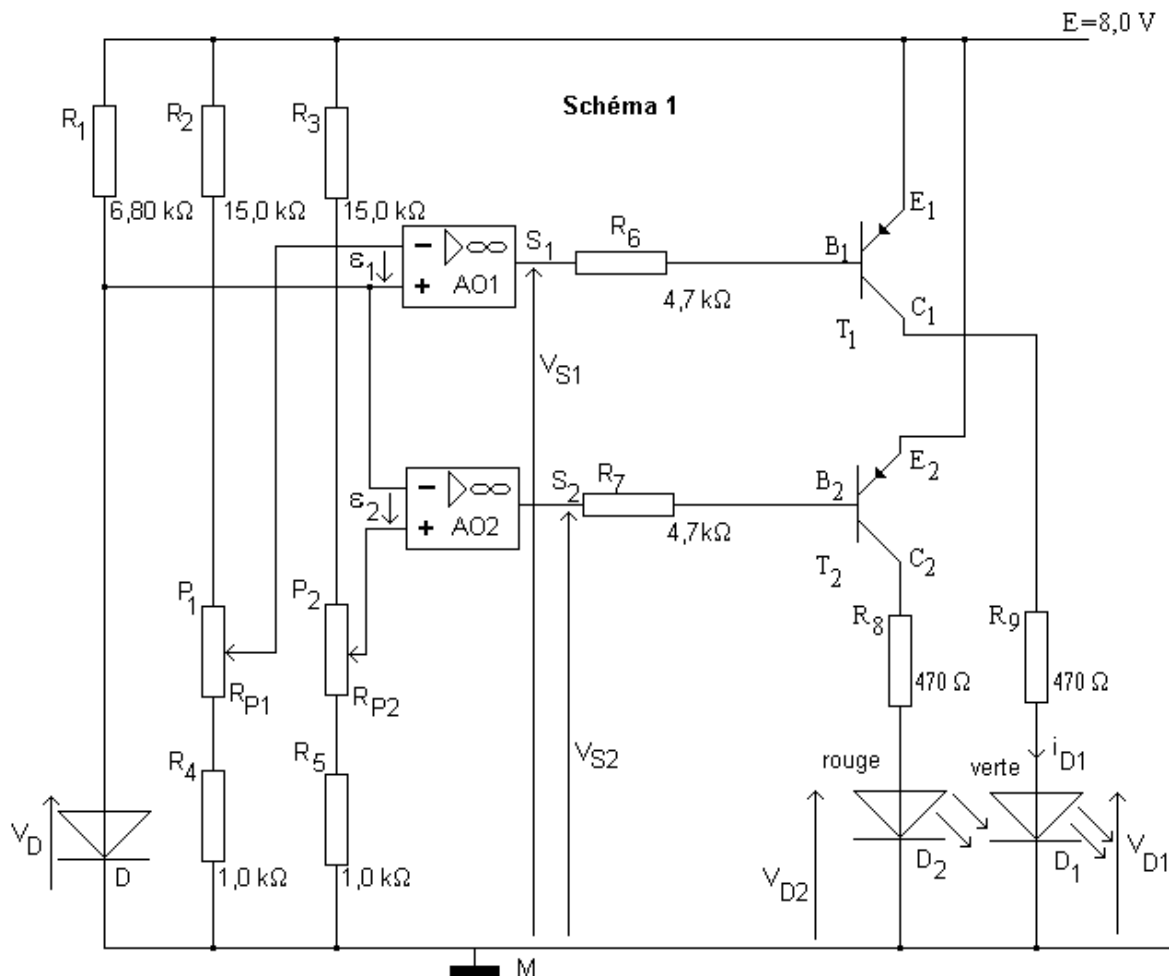 E=8,0 V
Schéma 1
R1
R2
R3
6,80 kΩ
15,0 kΩ
15,0 kΩ
ε1
−
+
▷∞
AO1
S1
R6
4,7 kΩ
B1
E1
C1
T1
VS1
ε2
−
+
▷∞
AO2
S2
R7
4,7kΩ
B2
E2
C2
T2
P1
RP1
P2
RP2
R8
470 Ω
R9
470 Ω
VS2
R4
1,0 kΩ
R5
1,0 kΩ
rouge
verte
iD1
VD
D
VD2
D2
D1
VD1
M